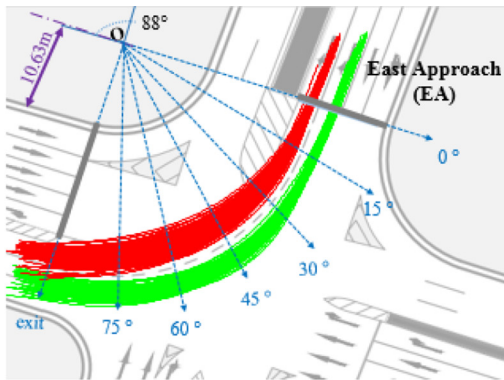 O
88°
10.63m
East Approach
(EA)
0 °
15 °
30 °
45 °
60 °
75 °
exit